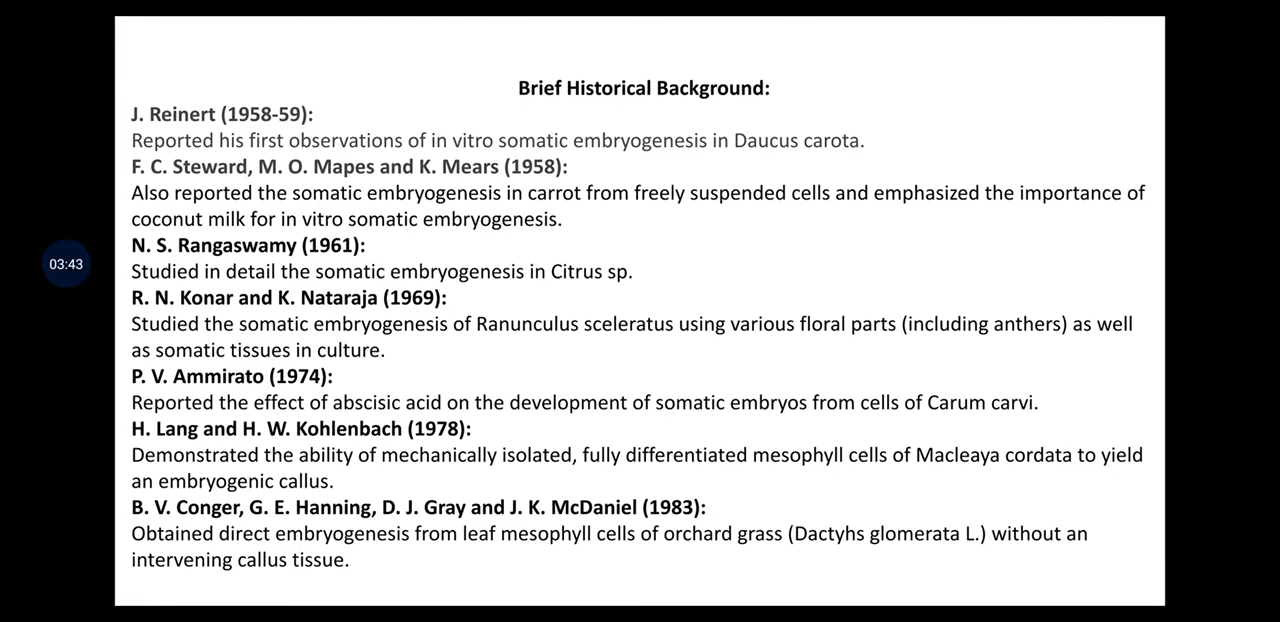 Brief Historical Background:
J. Reinert (1958-59):
Reported his first observations of in vitro somatic embryogenesis in Daucus carota.
F. C. Steward, M. O. Mapes and K. Mears (1958):
Also reported the somatic embryogenesis in carrot from freely suspended cells and emphasized the importance of
coconut milk for in vitro somatic embryogenesis.
N. S. Rangaswamy (1961):
03:43
Studied in detail the somatic embryogenesis in Citrus sp.
R. N. Konar and K. Nataraja (1969):
Studied the somatic embryogenesis of Ranunculus sceleratus using various floral parts (including anthers) as well
as somatic tissues in culture.
P. V. Ammirato (1974):
Reported the effect of abscisic acid on the development of somatic embryos from cells of Carum carvi.
H. Lang and H. W. Kohlenbach (1978):
Demonstrated the ability of mechanically isolated, fully differentiated mesophyll cells of Macleaya cordata to yield
an embryogenic callus.
B. V. Conger, G. E. Hanning, D. J. Gray and J. K. McDaniel (1983):
Obtained direct embryogenesis from leaf mesophyll cells of orchard grass (Dactyhs glomerata L.) without an
intervening callus tissue.